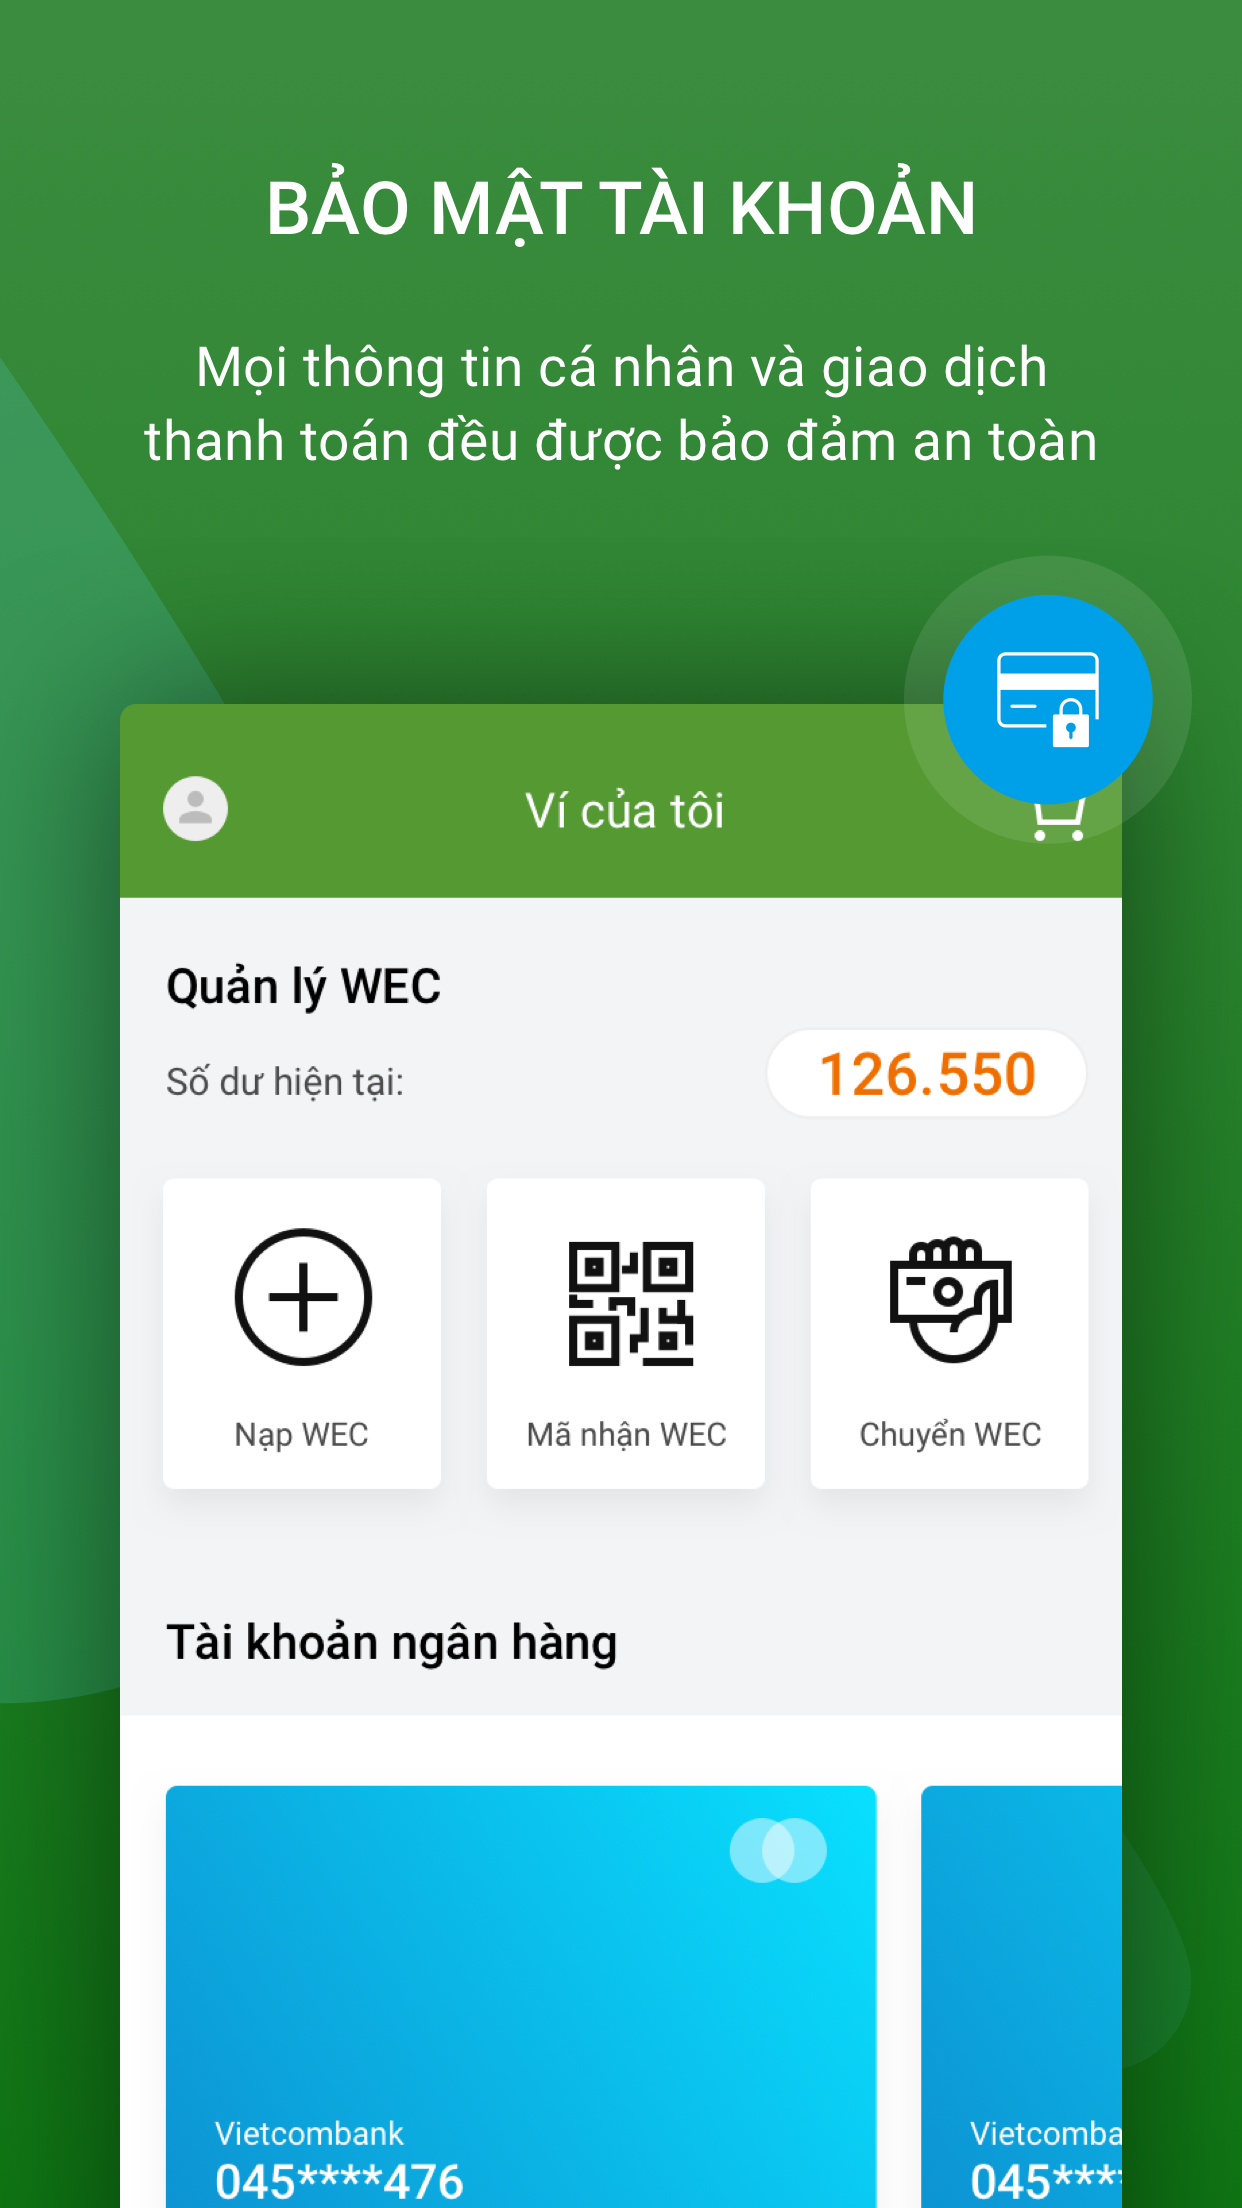 BẢO MẬT TÀI KHOẢN
Mọi thông tin cá nhân và giao dịch
thanh toán đều được bảo đảm an toàn
Ví của tôi
Quản lý WEC
Số dư hiện tại:
126.550
Nạp WEC
Mã nhận WEC
Chuyển WEC
Tài khoản ngân hàng
Vietcombank
045****476
Vietcomba
045****